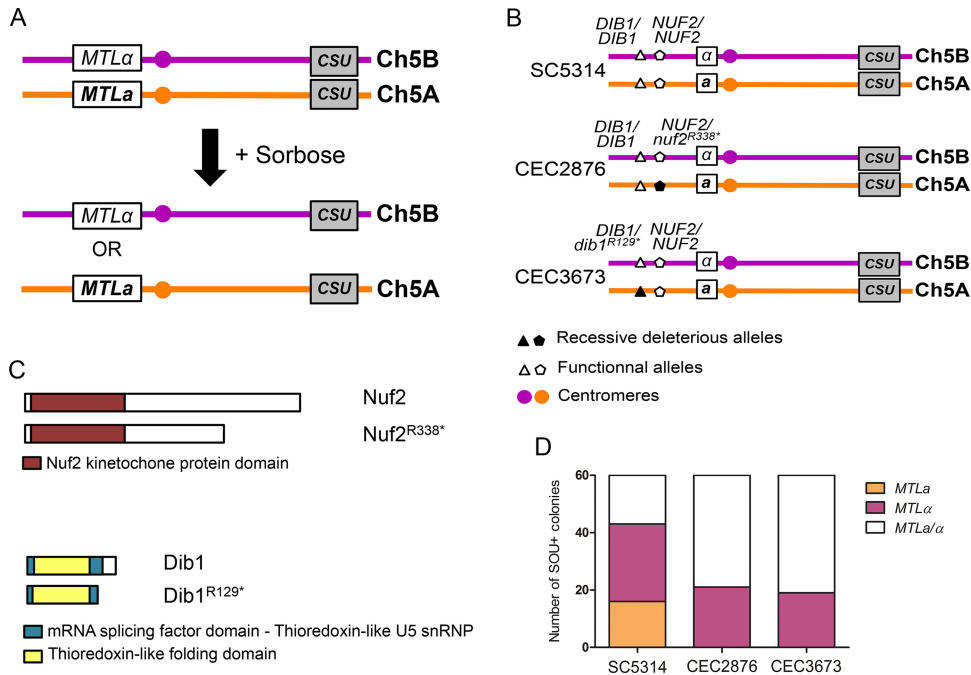 A
MTLα
CSU
Ch5B
MTLa
CSU
Ch5A
+ Sorbose
MTLα
CSU
Ch5B
OR
MTLa
CSU
Ch5A
B
DIB1/
DIB1
NUF2/
NUF2
SC5314
α
CSU
Ch5B
a
CSU
Ch5A
DIB1/
DIB1
NUF2/
nuf2R338*
CEC2876
α
CSU
Ch5B
a
Ch5A
DIB1/
dib1R129*
NUF2/
NUF2
CEC3673
α
CSU
Ch5B
a
Ch5A
Recessive deleterious alleles
Functionnal alleles
Centromeres
C
Nuf2
Nuf2R338*
Nuf2 kinetochone protein domain
Dib1
Dib1R129*
mRNA splicing factor domain - Thioredoxin-like U5 snRNP
Thioredoxin-like folding domain
D
Number of SOU+ colonies
60
40
20
0
SC5314
CEC2876
CEC3673
MTLa
MTLα
MTLa/α